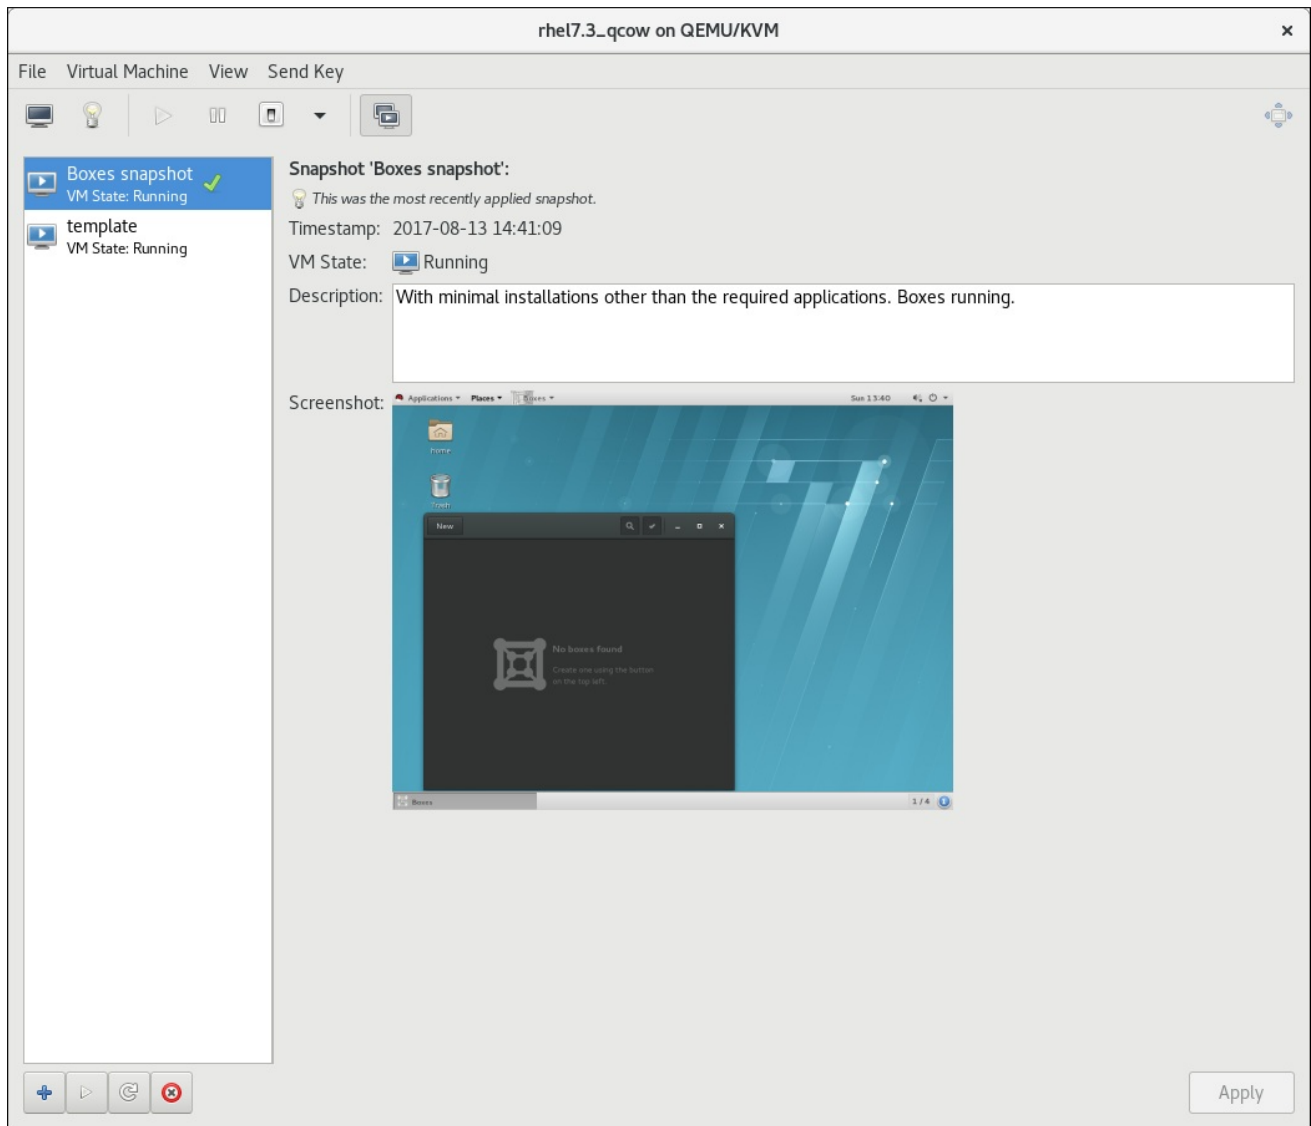 rhel7.3_qcow on QEMU/KVM
File Virtual Machine View Send Key
Boxes snapshot
VM State: Running
template
VM State: Running
Snapshot 'Boxes snapshot':
This was the most recently applied snapshot.
Timestamp: 2017-08-13 14:41:09
VM State: Running
Description: With minimal installations other than the required applications. Boxes running.
Screenshot:
Applications Places Boxes Sun 13:40
home
Trash
New
No boxes found
Create one using the button
on the top left.
Boxes 1 / 4
Apply